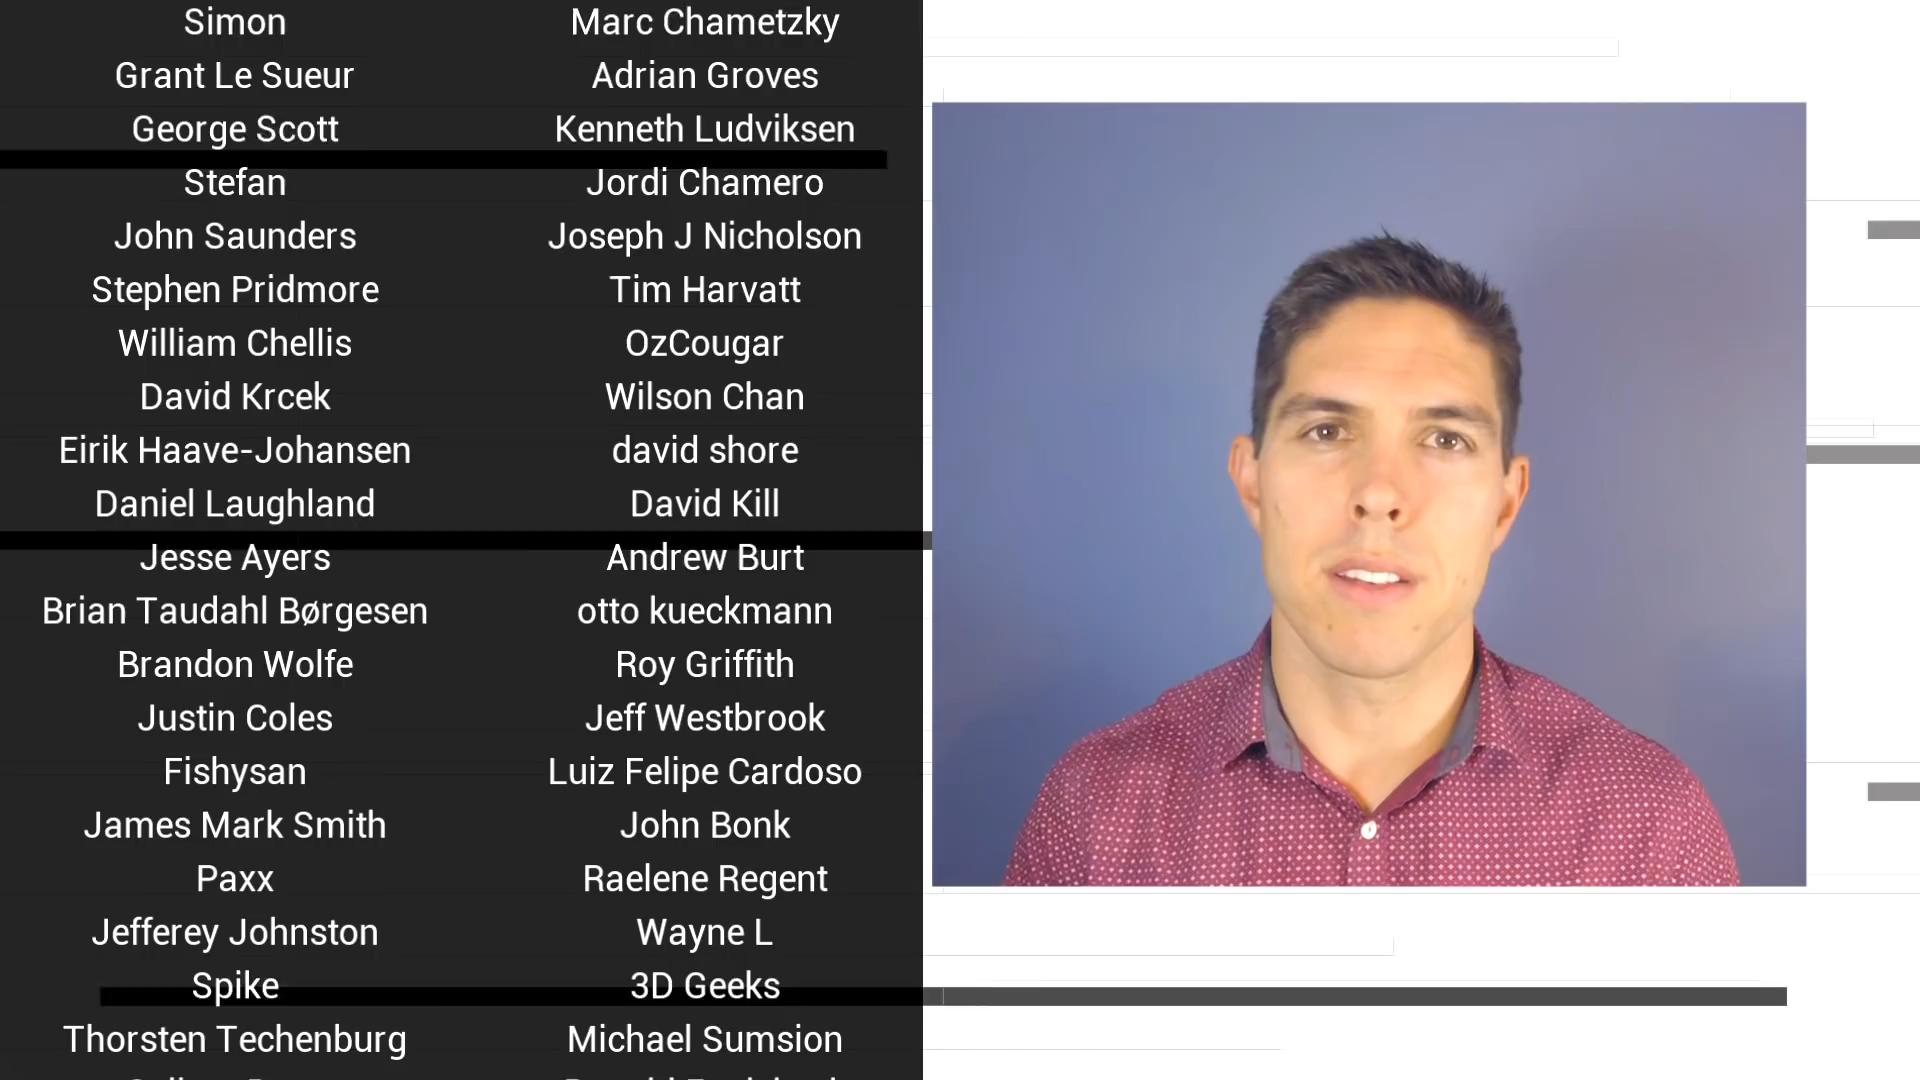 Simon
Marc Chametzky
Grant Le Sueur
Adrian Groves
George Scott
Kenneth Ludviksen
Stefan
Jordi Chamero
John Saunders
Joseph J Nicholson
Stephen Pridmore
Tim Harvatt
William Chellis
OzCougar
David Krcek
Wilson Chan
Eirik Haave-Johansen
david shore
Daniel Laughland
David Kill
Jesse Ayers
Andrew Burt
Brian Taudahl Børgesen
otto kueckmann
Brandon Wolfe
Roy Griffith
Justin Coles
Jeff Westbrook
Fishysan
Luiz Felipe Cardoso
James Mark Smith
John Bonk
Paxx
Raelene Regent
Jefferey Johnston
Wayne L
Spike
3D Geeks
Thorsten Techenburg
Michael Sumsion